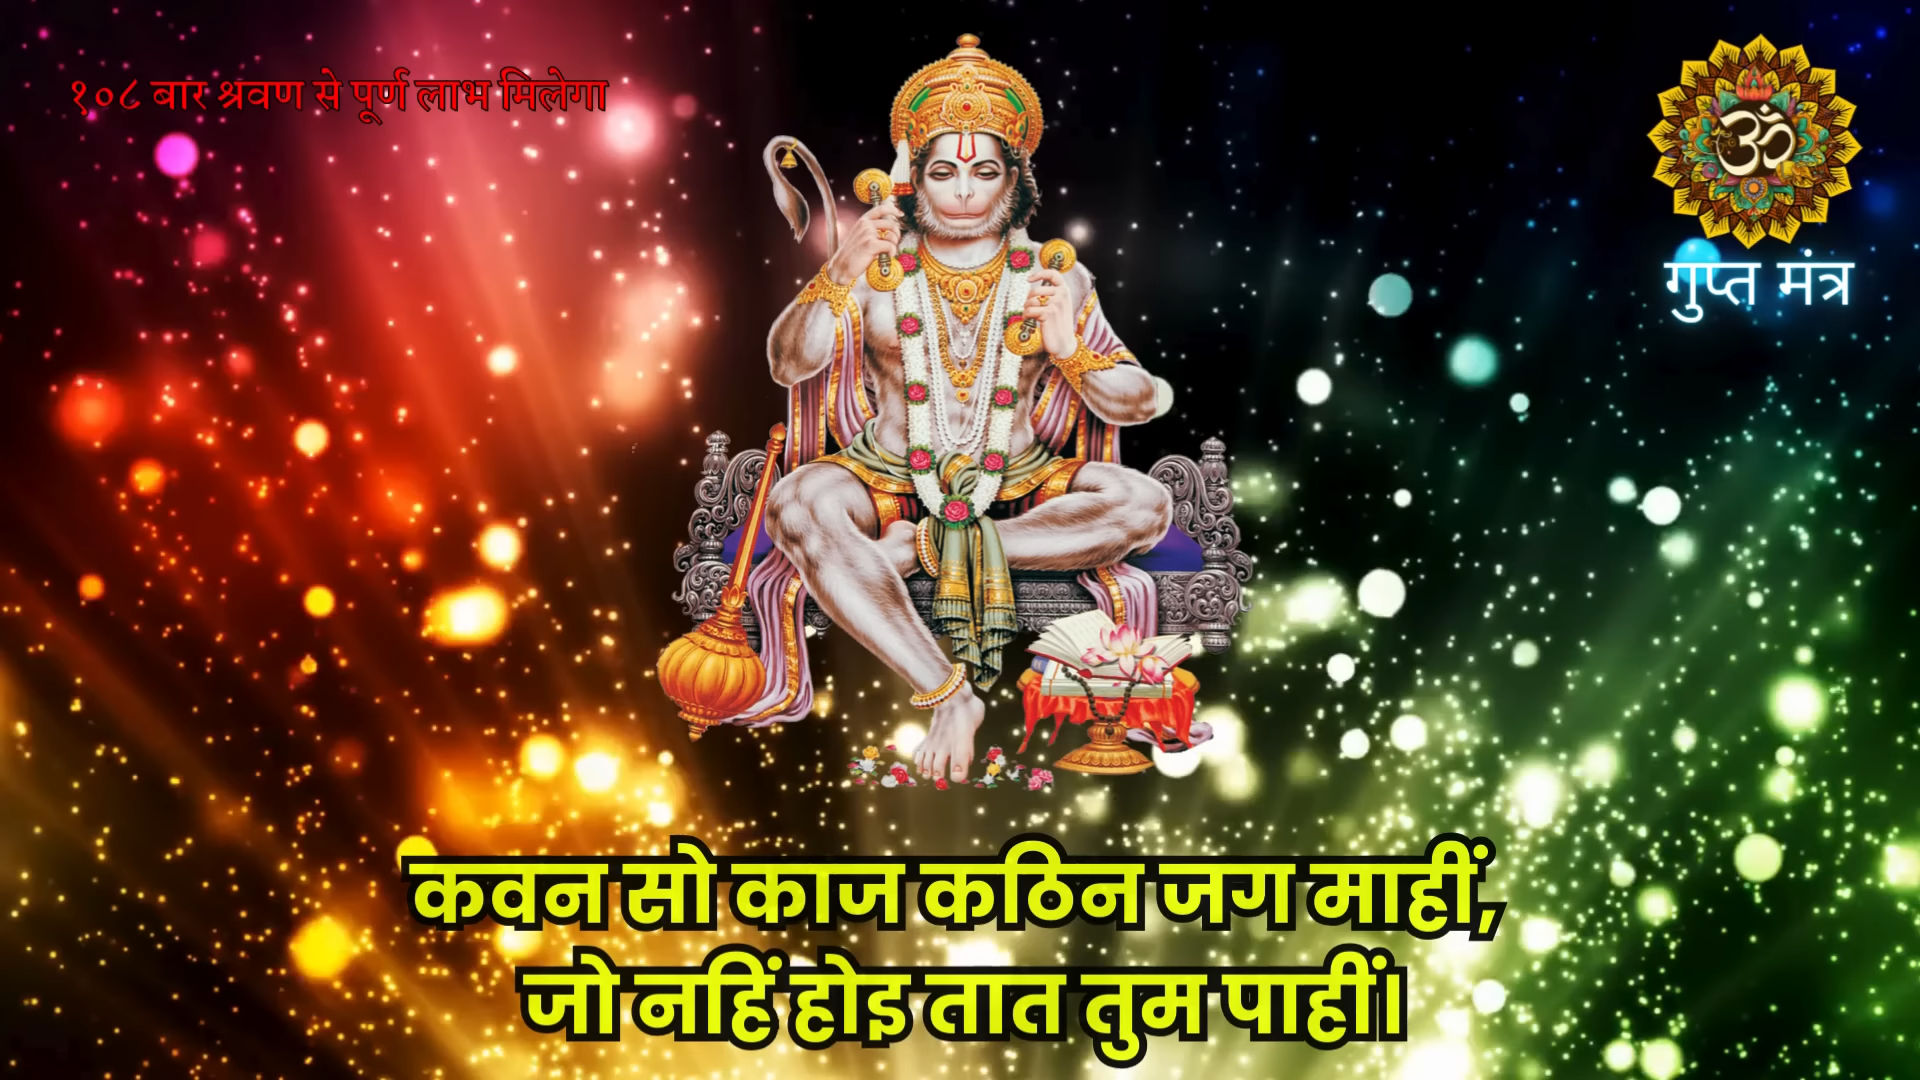 १०८ बार श्रवण से पूर्ण लाभ मिलेगा
ॐ
गुप्त मंत्र
कवन सो काज कठिन जग माहीं,
जो नहिं होइ तात तुम पाहीं।